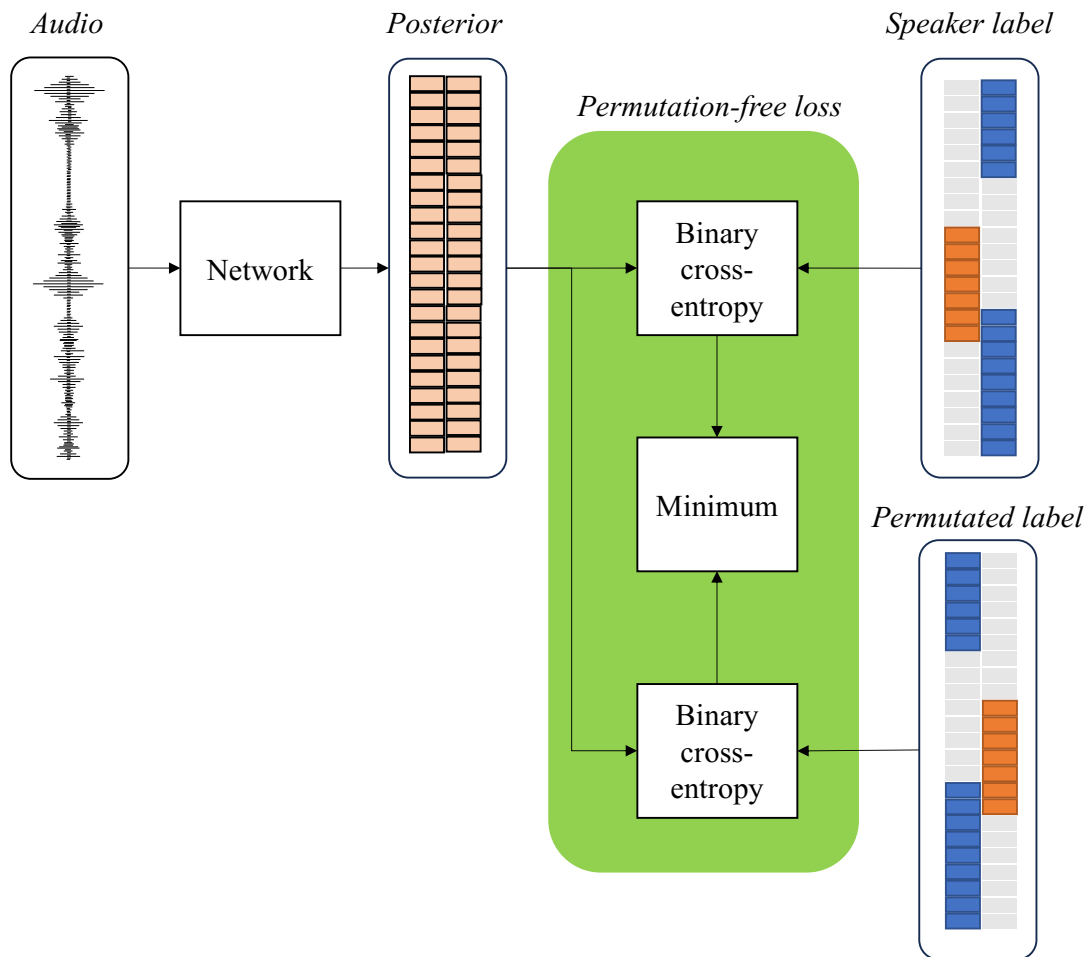 Audio
Posterior
Speaker label
Permutation-free loss
Network
Binary
cross-
entropy
Minimum
Permutated label
Binary
cross-
entropy